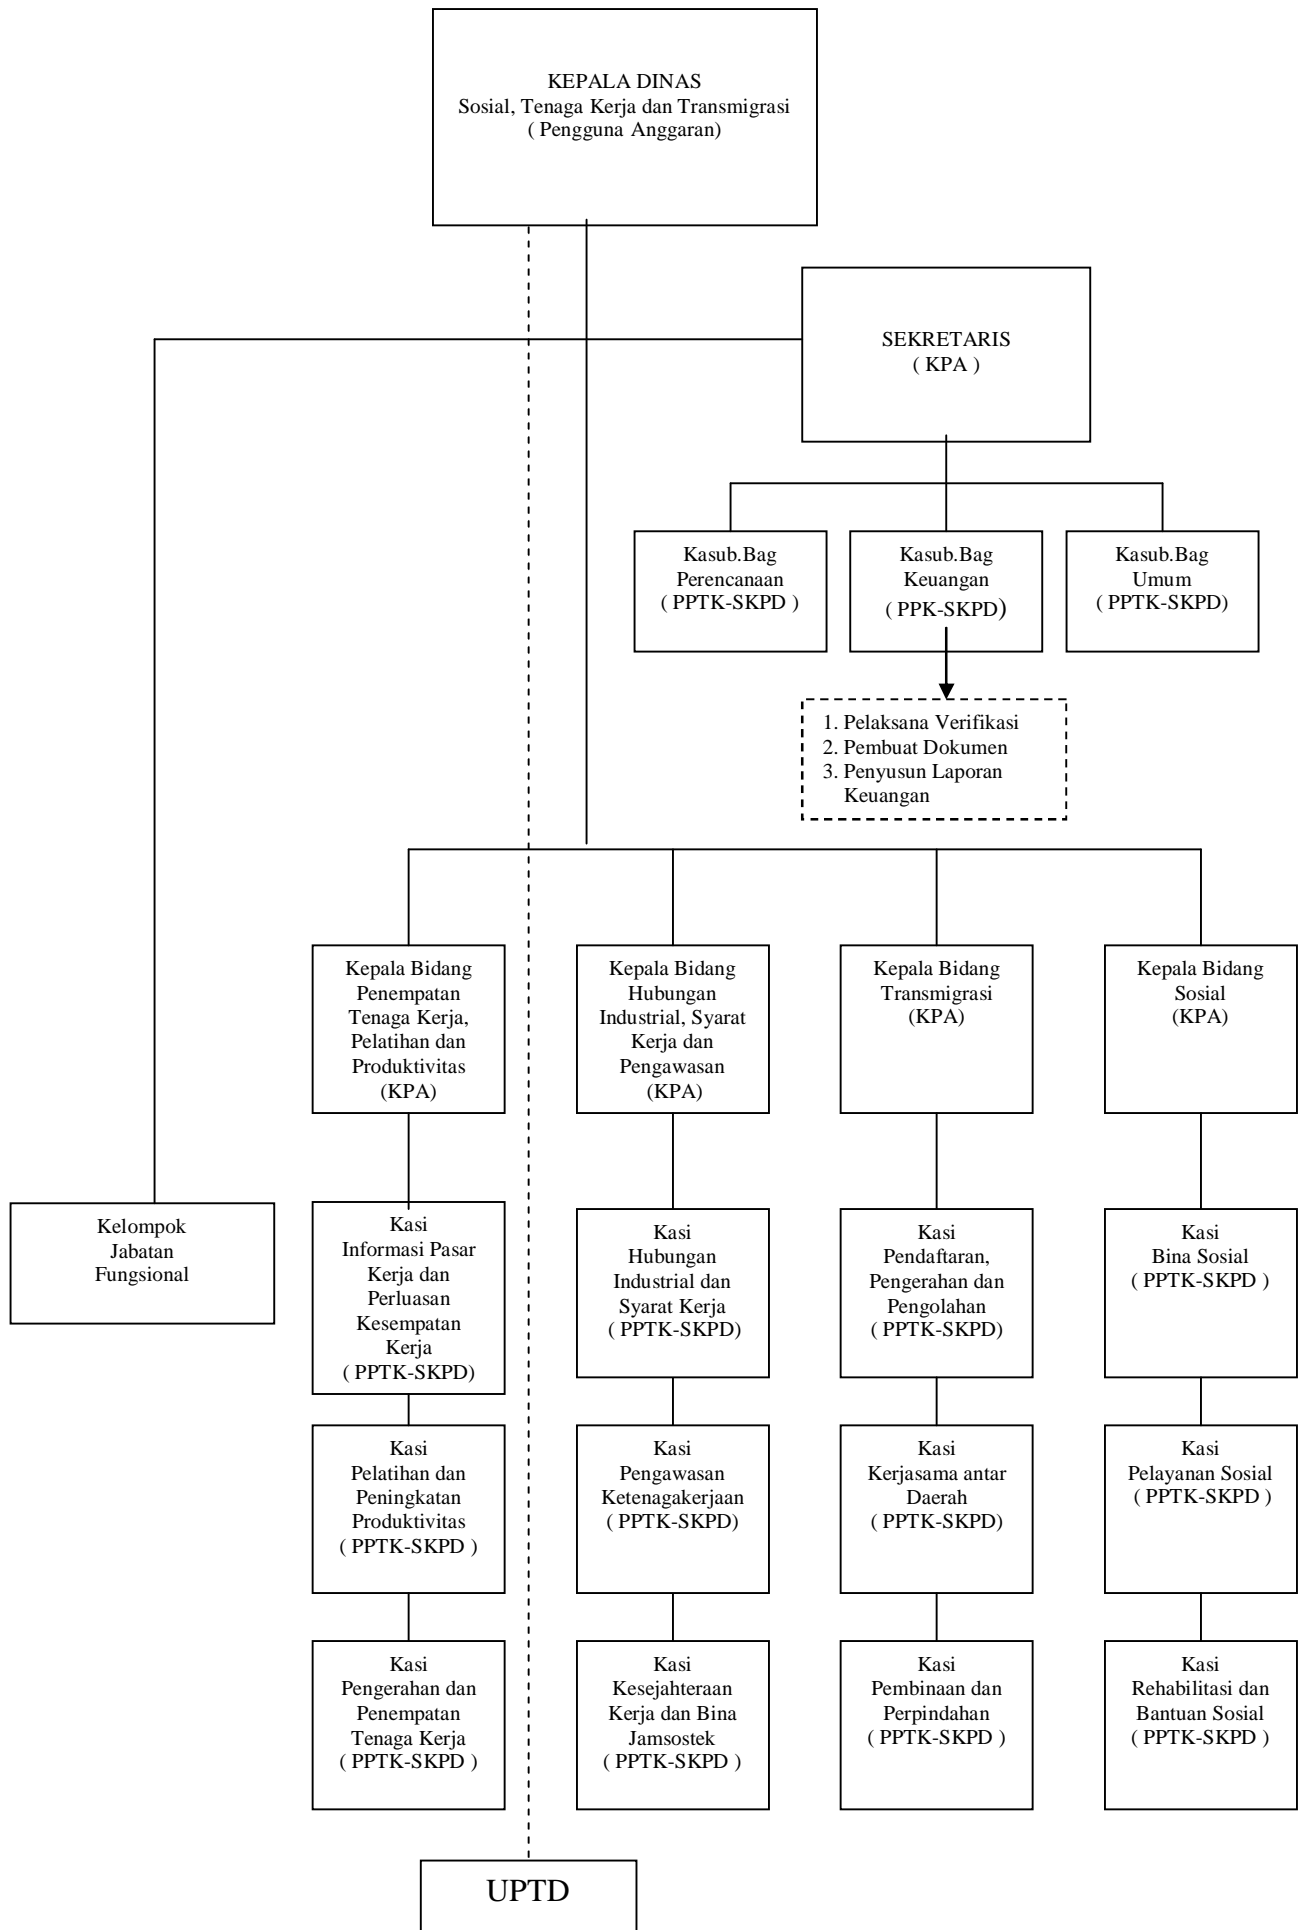 KEPALA DINAS
Sosial, Tenaga Kerja dan Transmigrasi
( Pengguna Anggaran)
SEKRETARIS
( KPA )
Kasub.Bag
Perencanaan
( PPTK-SKPD )
Kasub.Bag
Keuangan
( PPK-SKPD)
Kasub.Bag
Umum
( PPTK-SKPD)
1. Pelaksana Verifikasi
2. Pembuat Dokumen
3. Penyusun Laporan
Keuangan
Kepala Bidang
Penempatan
Tenaga Kerja,
Pelatihan dan
Produktivitas
(KPA)
Kepala Bidang
Hubungan
Industrial, Syarat
Kerja dan
Pengawasan
(KPA)
Kepala Bidang
Transmigrasi
(KPA)
Kepala Bidang
Sosial
(KPA)
Kelompok
Jabatan
Fungsional
Kasi
Informasi Pasar
Kerja dan
Perluasan
Kesempatan
Kerja
( PPTK-SKPD)
Kasi
Hubungan
Industrial dan
Syarat Kerja
( PPTK-SKPD)
Kasi
Pendaftaran,
Pengerahan dan
Pengolahan
( PPTK-SKPD)
Kasi
Bina Sosial
( PPTK-SKPD )
Kasi
Pelatihan dan
Peningkatan
Produktivitas
( PPTK-SKPD )
Kasi
Pengawasan
Ketenagakerjaan
( PPTK-SKPD)
Kasi
Kerjasama antar
Daerah
( PPTK-SKPD)
Kasi
Pelayanan Sosial
( PPTK-SKPD )
Kasi
Pengerahan dan
Penempatan
Tenaga Kerja
( PPTK-SKPD )
Kasi
Kesejahteraan
Kerja dan Bina
Jamsostek
( PPTK-SKPD )
Kasi
Pembinaan dan
Perpindahan
( PPTK-SKPD )
Kasi
Rehabilitasi dan
Bantuan Sosial
( PPTK-SKPD )
UPTD